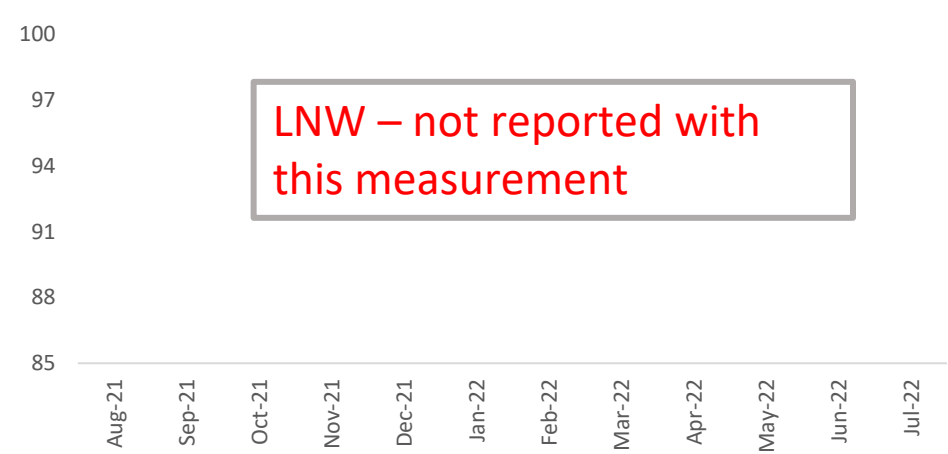 100
97
LNW – not reported with
this measurement
94
91
88
85
Aug-21
Sep-21
Oct-21
Nov-21
Dec-21
Jan-22
Feb-22
Mar-22
Apr-22
May-22
Jun-22
Jul-22